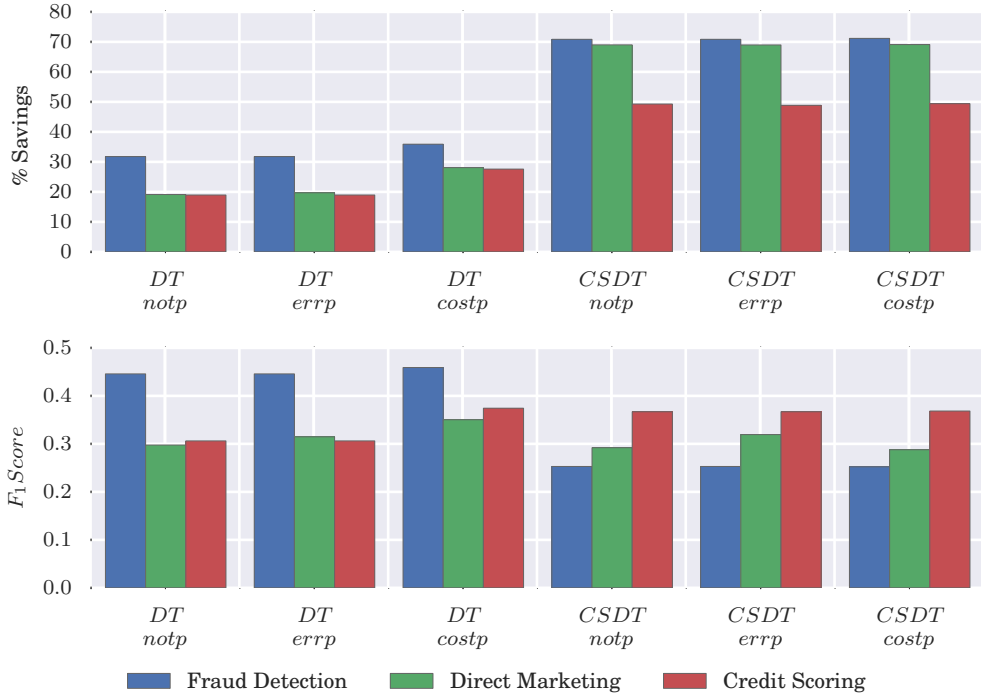 80
70
60
50
40
30
20
10
0
% Savings
DT DT DT CSDT CSDT CSDT
notp errp costp notp errp costp
0.5
0.4
0.3
0.2
0.1
0.0
F₁Score
DT DT DT CSDT CSDT CSDT
notp errp costp notp errp costp
Fraud Detection Direct Marketing Credit Scoring